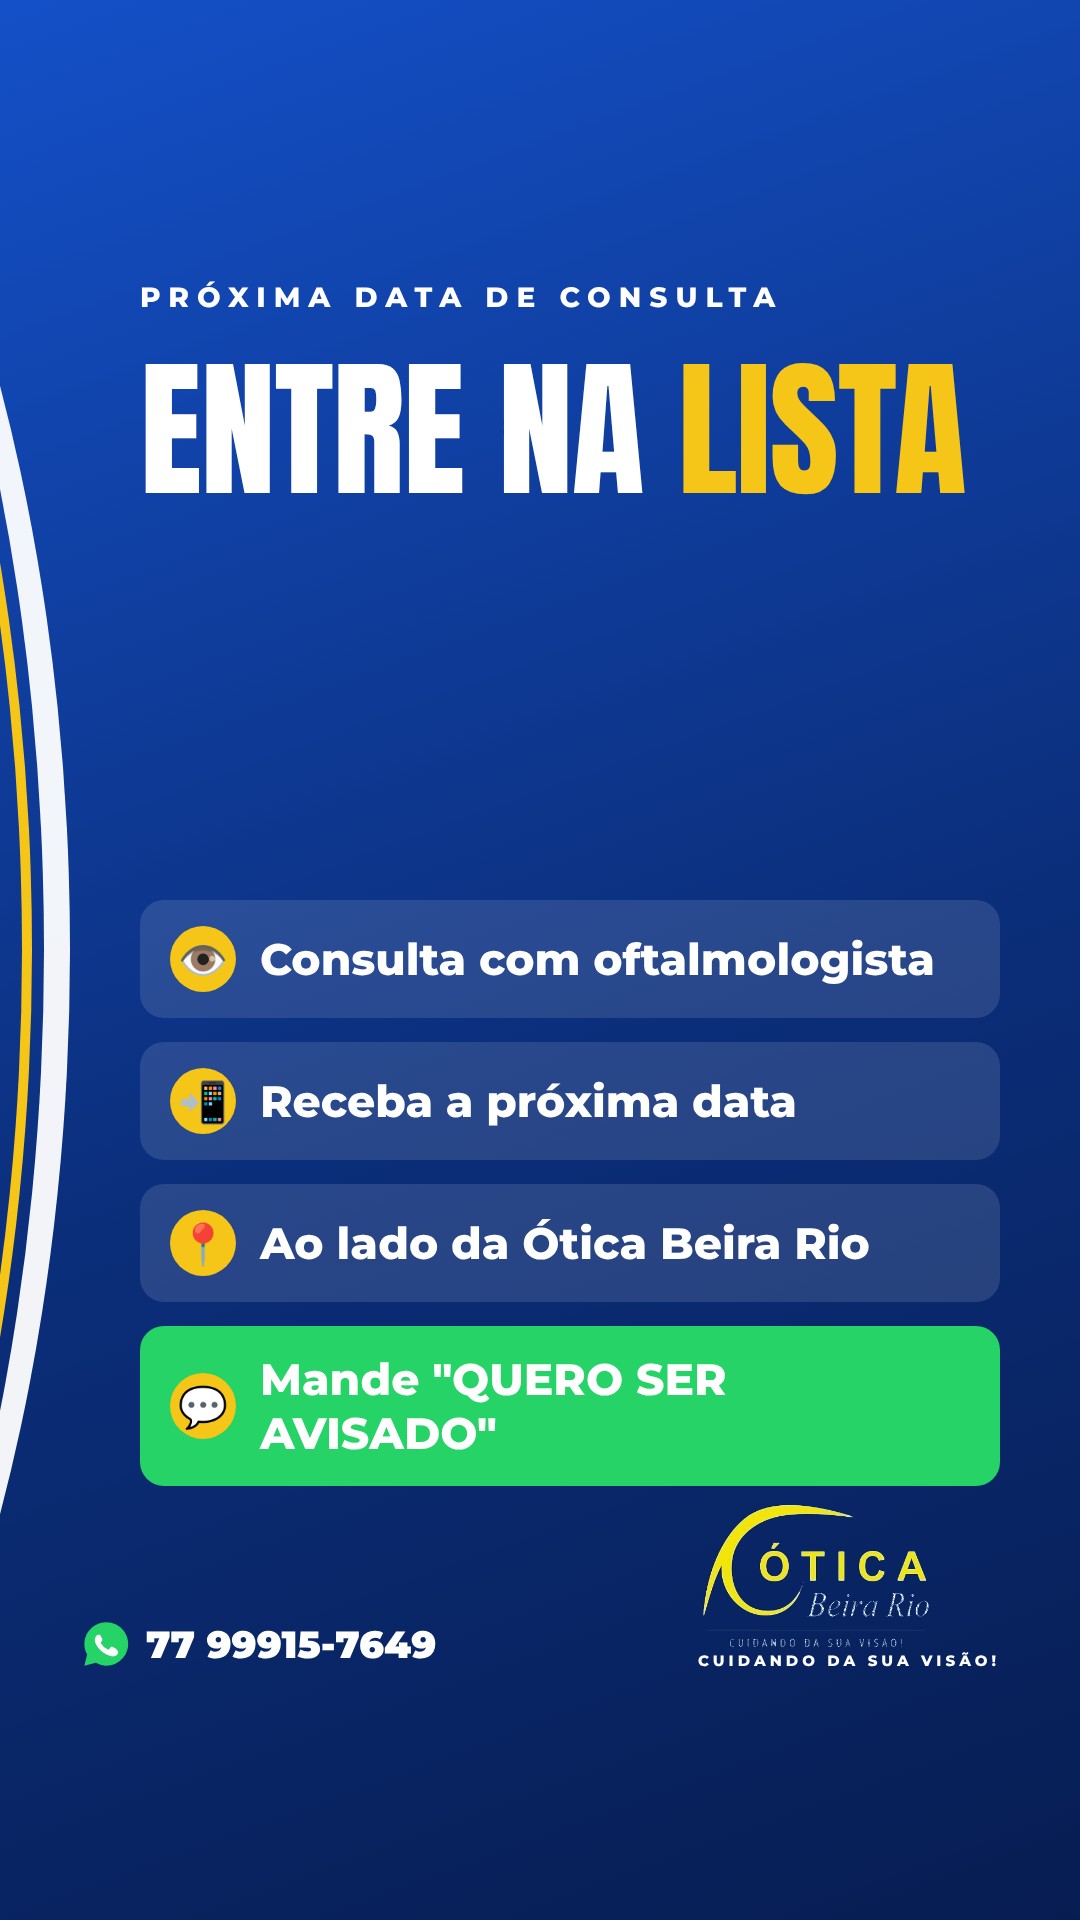 PRÓXIMA DATA DE CONSULTA
ENTRE NA LISTA
Consulta com oftalmologista
Receba a próxima data
Ao lado da Ótica Beira Rio
Mande "QUERO SER
AVISADO"
ÓTICA
Beira Rio
CUIDANDO DA SUA VISÃO!
CUIDANDO DA SUA VISÃO!
77 99915-7649